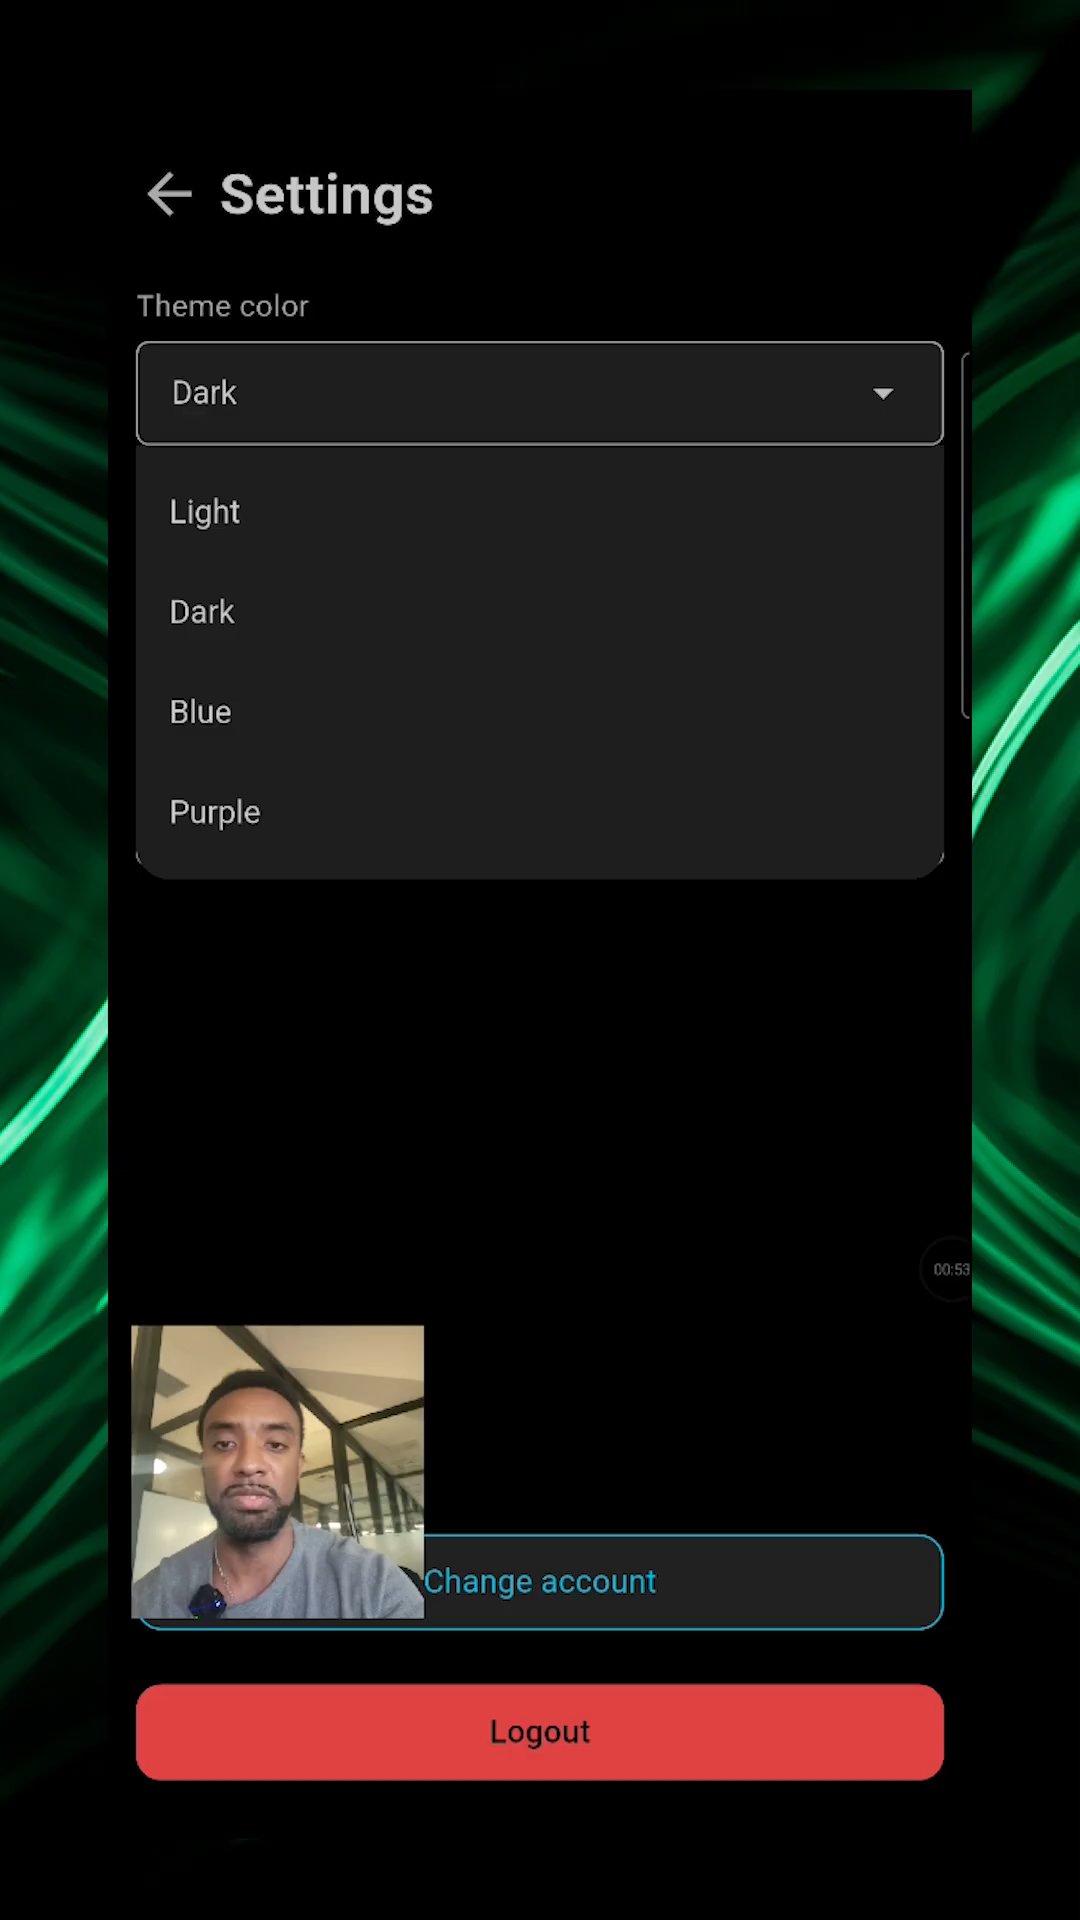 Settings
Theme color
Dark
Light
Dark
Blue
Purple
00:53
Change account
Logout